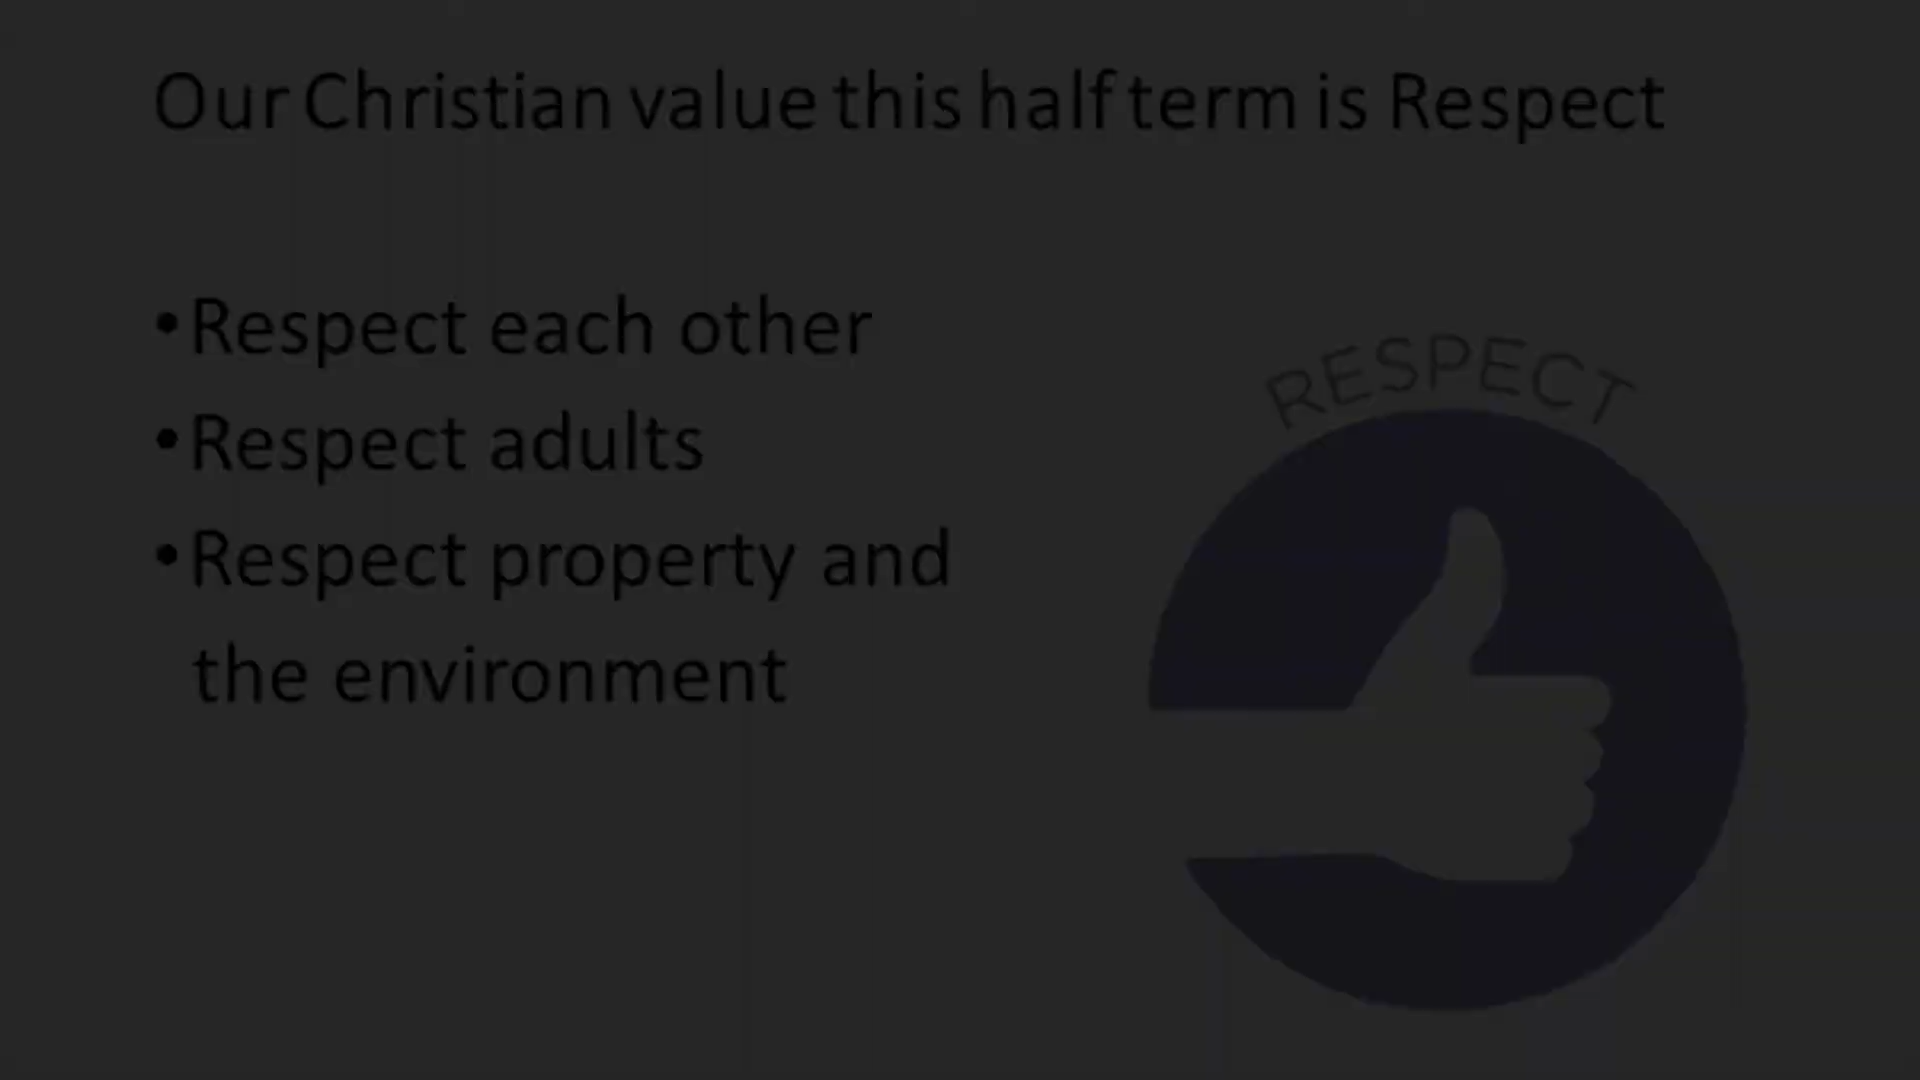 Our Christian value this half term is Respect
•Respect each other
•Respect adults
•Respect property and
the environment
RESPECT